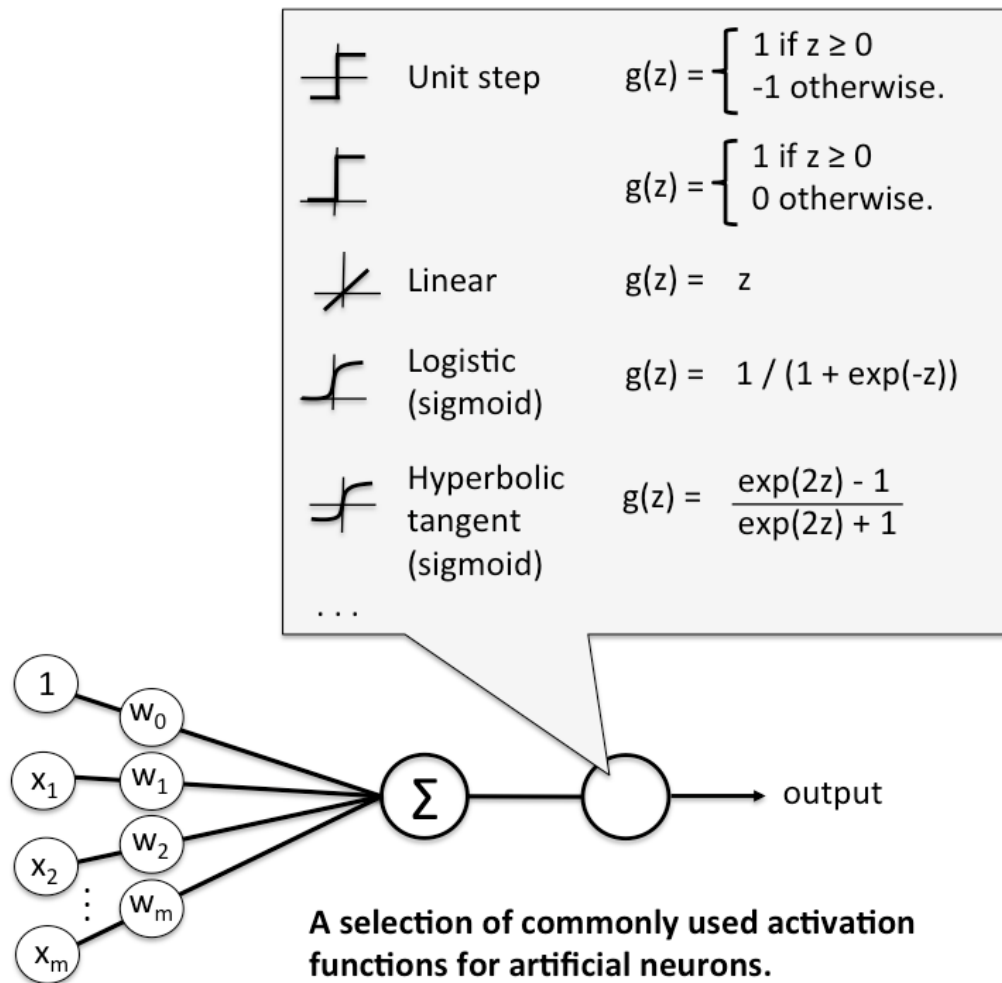 1 if z ≥ 0
Unit step g(z) =
-1 otherwise.
1 if z ≥ 0
g(z) =
0 otherwise.
Linear g(z) = z
Logistic
(sigmoid)
g(z) = 1 / (1 + exp(-z))
Hyperbolic
tangent
(sigmoid)
g(z) =
exp(2z) - 1
exp(2z) + 1
. . .
1
w₀
x₁ w₁
x₂ w₂
⋮
xₘ wₘ
Σ
output
A selection of commonly used activation
functions for artificial neurons.